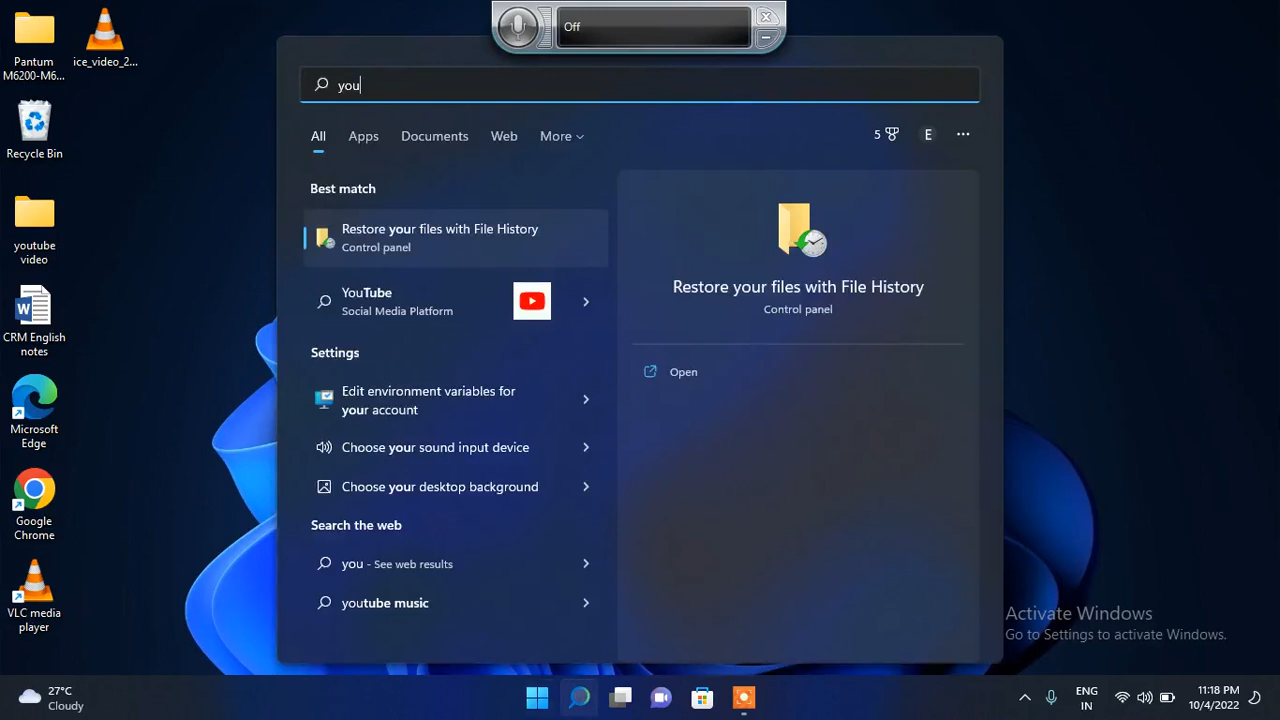 Off
Pantum
M6200-M6...
ice_video_2...
Recycle Bin
youtube
video
CRM English
notes
Microsoft
Edge
Google
Chrome
VLC media
player
you
All Apps Documents Web More
5 E
Best match
Restore your files with File History
Control panel
YouTube
Social Media Platform
Settings
Edit environment variables for
your account
Choose your sound input device
Choose your desktop background
Search the web
you - See web results
youtube music
Restore your files with File History
Control panel
Open
Activate Windows
Go to Settings to activate Windows.
27°C
Cloudy
ENG
IN
11:18 PM
10/4/2022